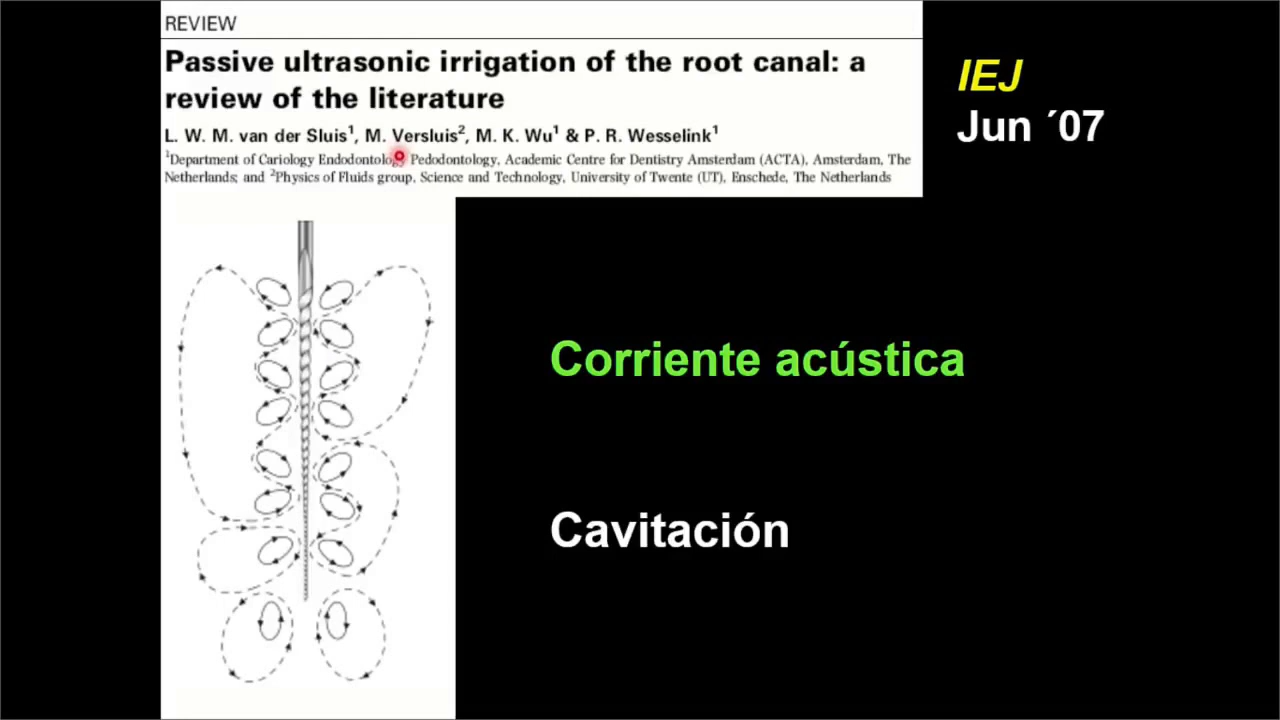 REVIEW
Passive ultrasonic irrigation of the root canal: a
review of the literature
L. W. M. van der Sluis1, M. Versluis2, M. K. Wu1 & P. R. Wesselink1
1Department of Cariology Endodontology Pedodontology, Academic Centre for Dentistry Amsterdam (ACTA), Amsterdam, The
Netherlands; and 2Physics of Fluids group, Science and Technology, University of Twente (UT), Enschede, The Netherlands
IEJ
Jun ´07
Corriente acústica
Cavitación